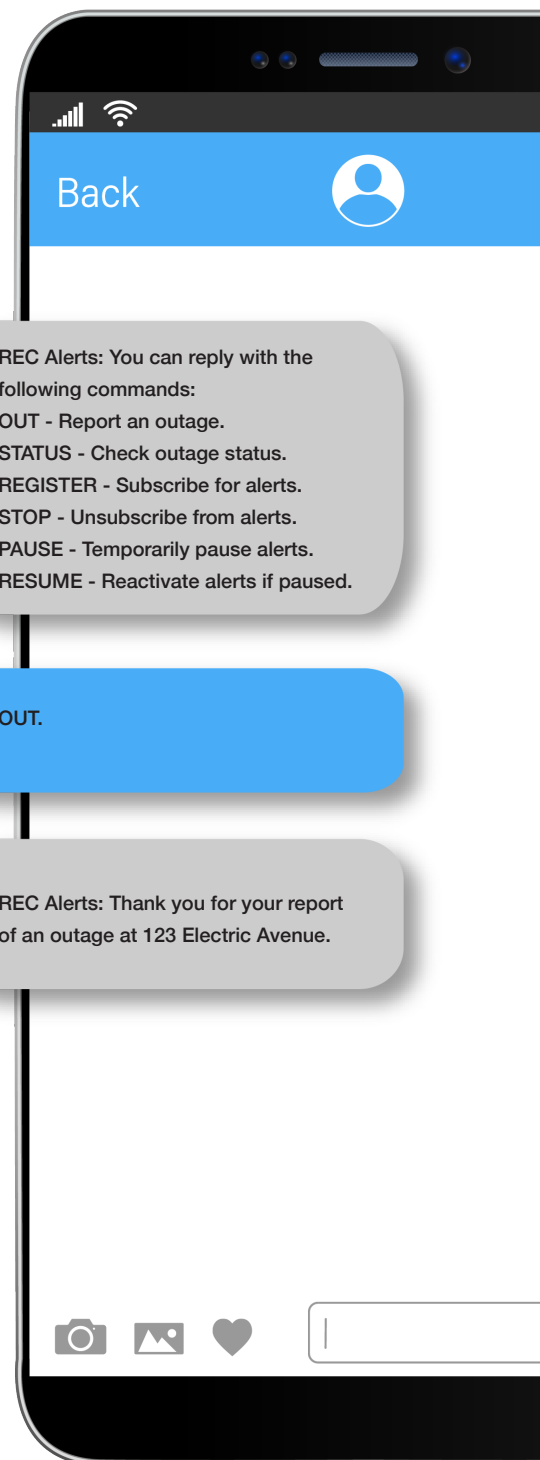 Back
REC Alerts: You can reply with the
following commands:
OUT - Report an outage.
STATUS - Check outage status.
REGISTER - Subscribe for alerts.
STOP - Unsubscribe from alerts.
PAUSE - Temporarily pause alerts.
RESUME - Reactivate alerts if paused.
OUT.
REC Alerts: Thank you for your report
of an outage at 123 Electric Avenue.